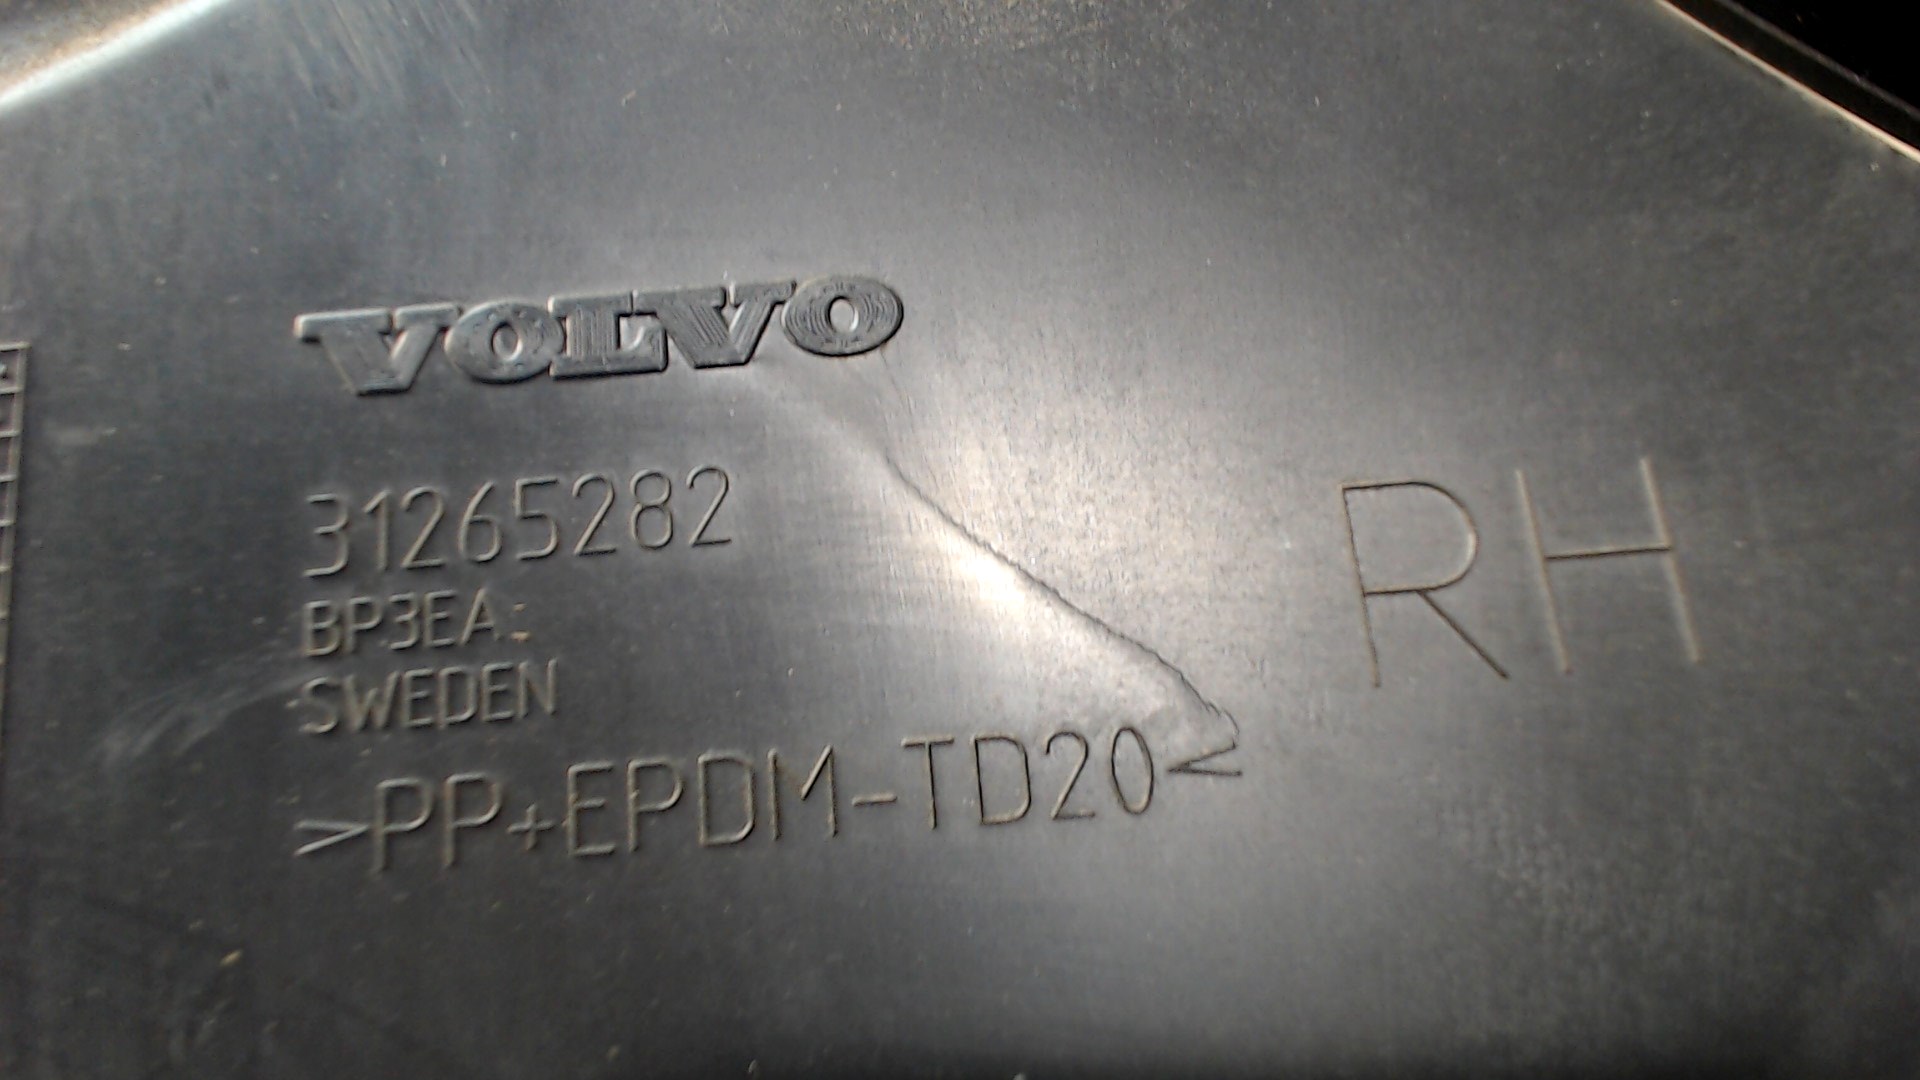 VOLVO
31265282
RH
BP3EA:
SWEDEN
>PP+EPDM-TD20<